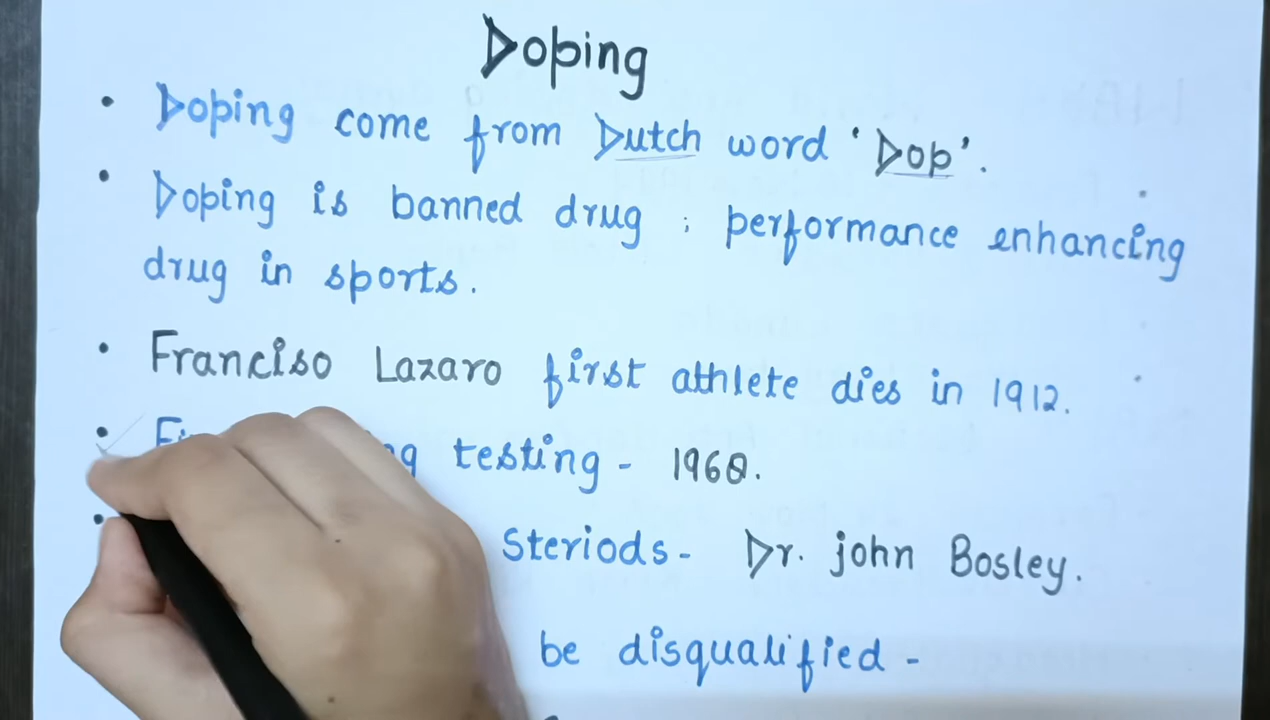 Doping
• Doping come from Dutch word 'Dop'.
• Doping is banned drug ; performance enhancing
drug in sports.
• Franciso Lazaro first athlete dies in 1912.
• testing - 1968.
• Steriods - Dr. john Bosley.
be disqualified -